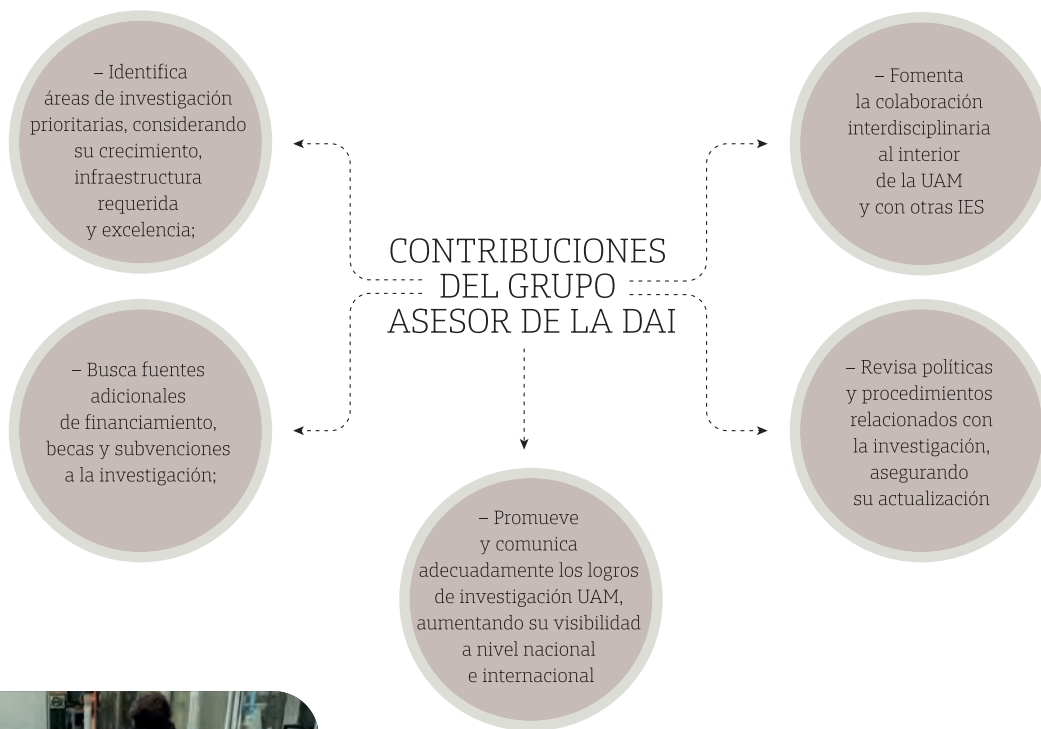 – Identifica
áreas de investigación
prioritarias, considerando
su crecimiento,
infraestructura
requerida
y excelencia;
– Fomenta
la colaboración
interdisciplinaria
al interior
de la UAM
y con otras IES
CONTRIBUCIONES
DEL GRUPO
ASESOR DE LA DAI
– Busca fuentes
adicionales
de financiamiento,
becas y subvenciones
a la investigación;
– Revisa políticas
y procedimientos
relacionados con
la investigación,
asegurando
su actualización
– Promueve
y comunica
adecuadamente los logros
de investigación UAM,
aumentando su visibilidad
a nivel nacional
e internacional